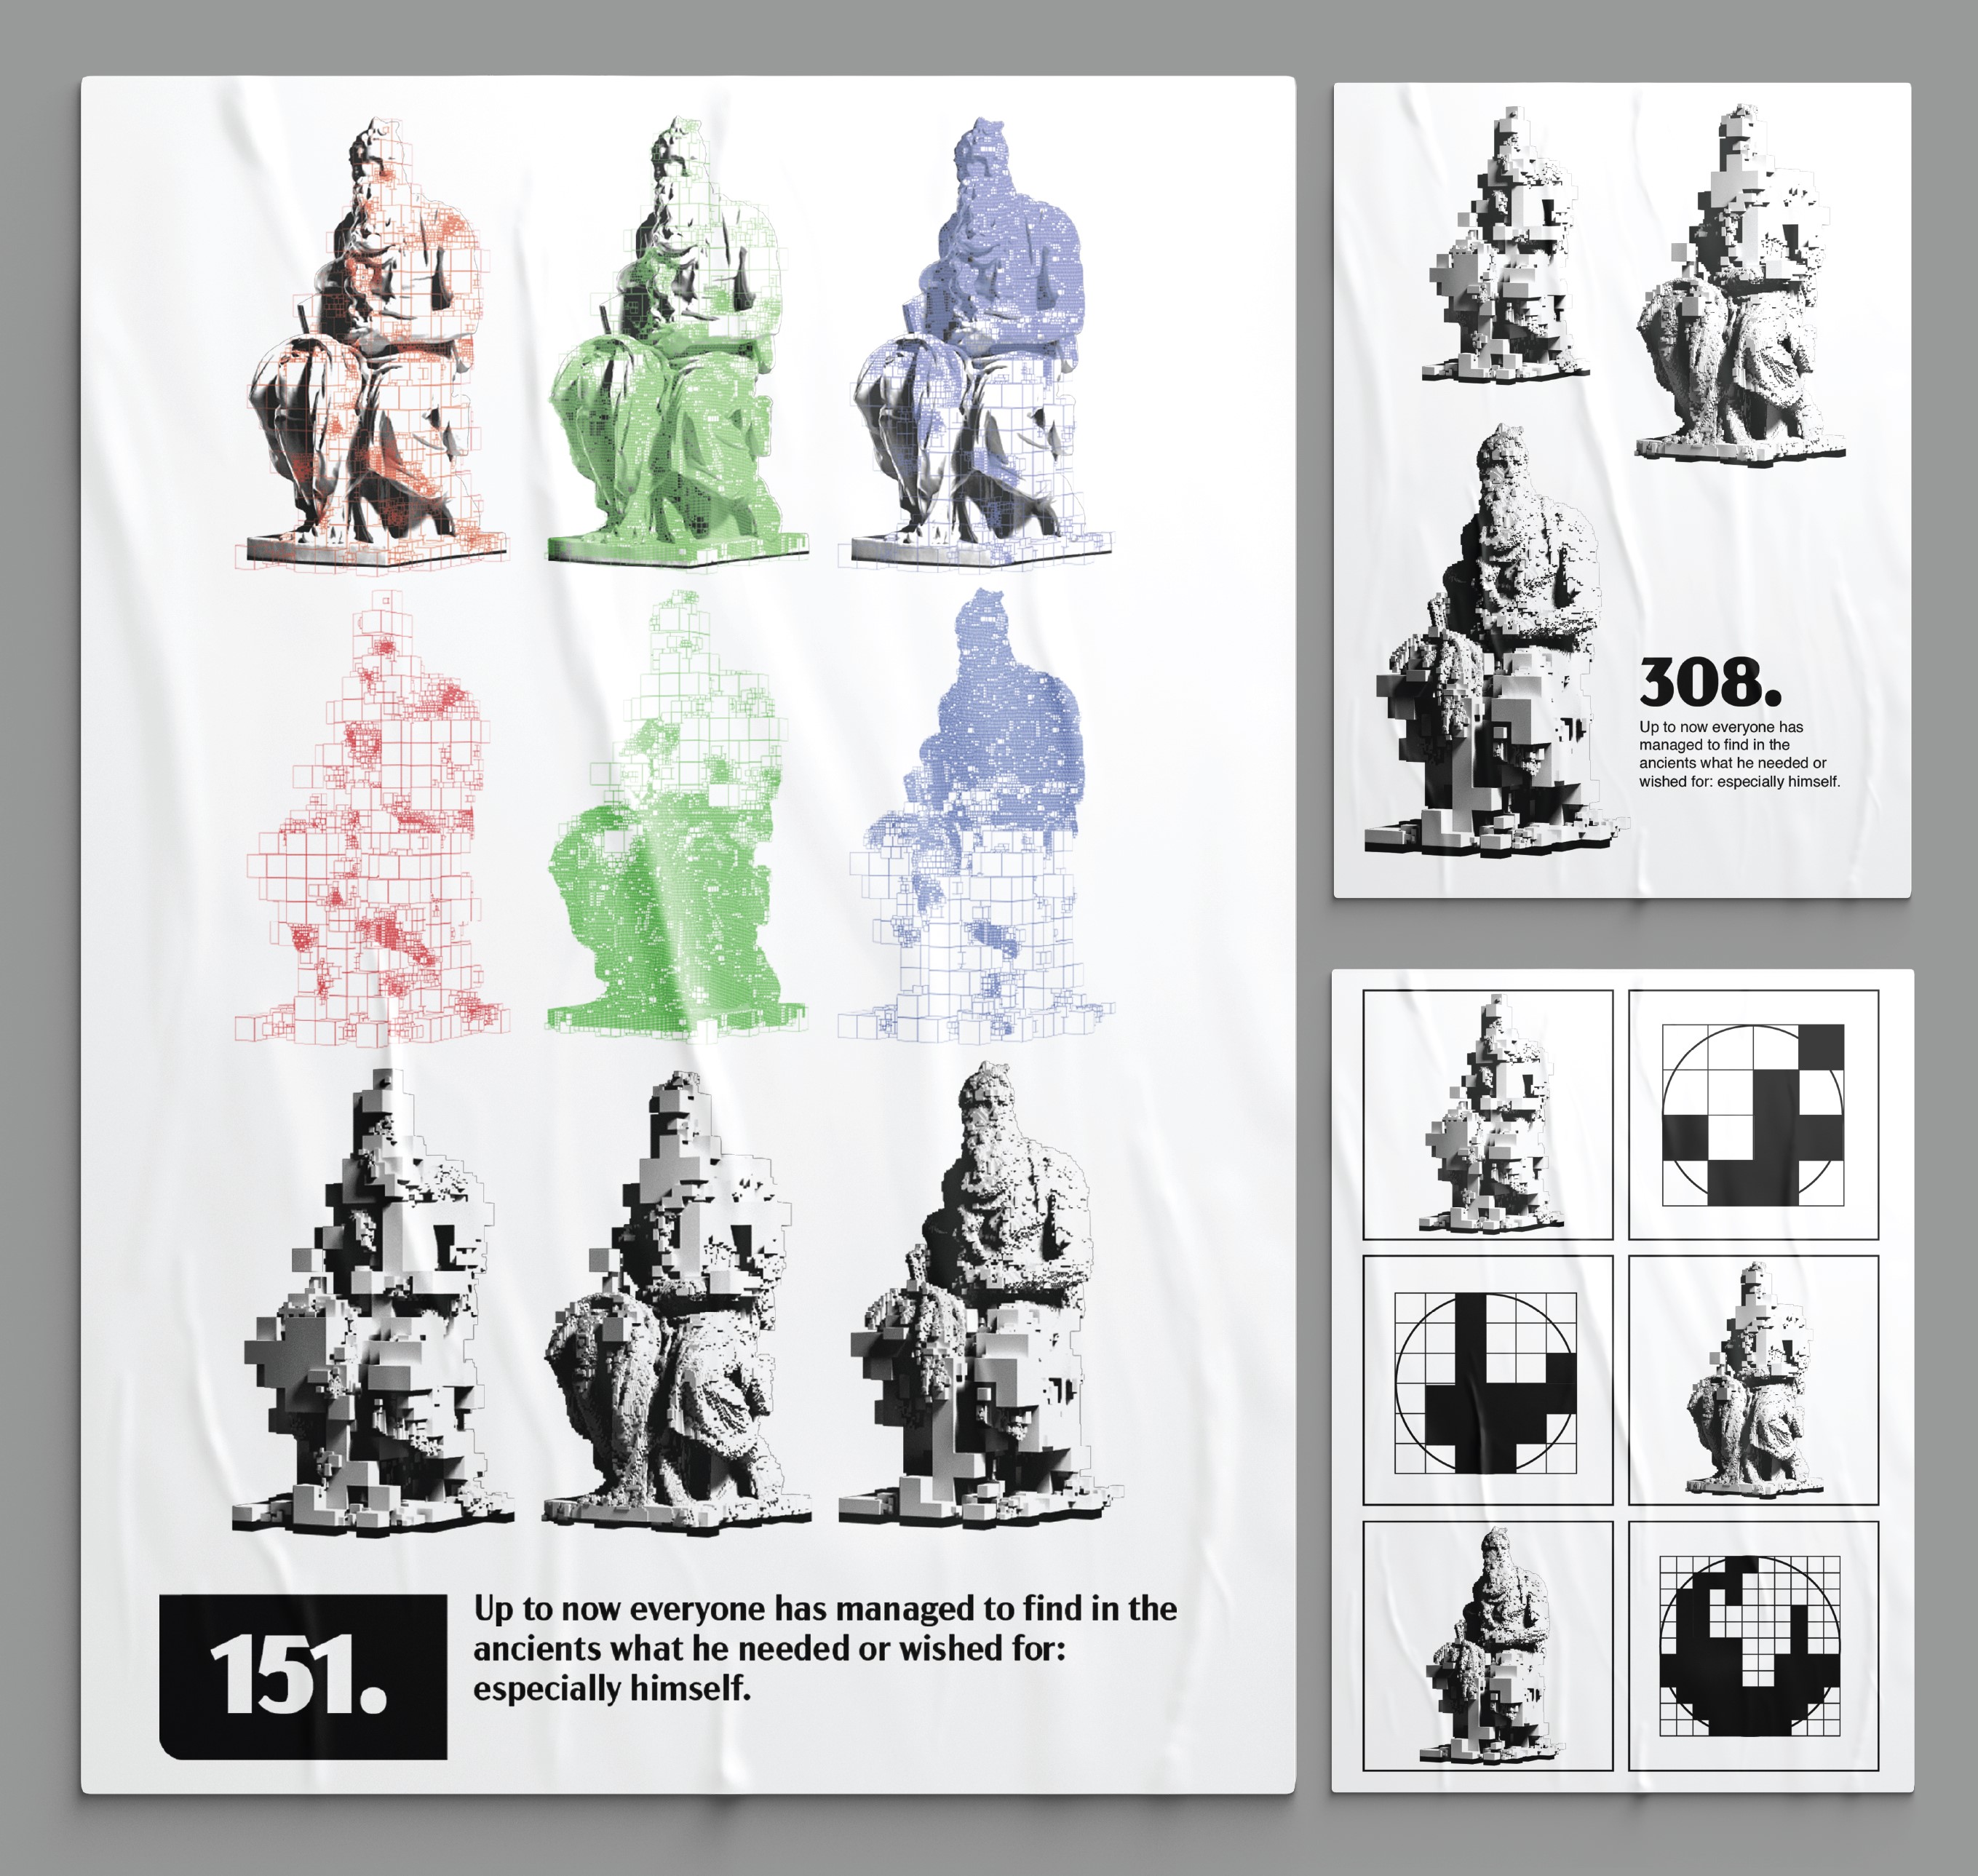 151.
Up to now everyone has managed to find in the
ancients what he needed or wished for:
especially himself.
308.
Up to now everyone has
managed to find in the
ancients what he needed or
wished for: especially himself.